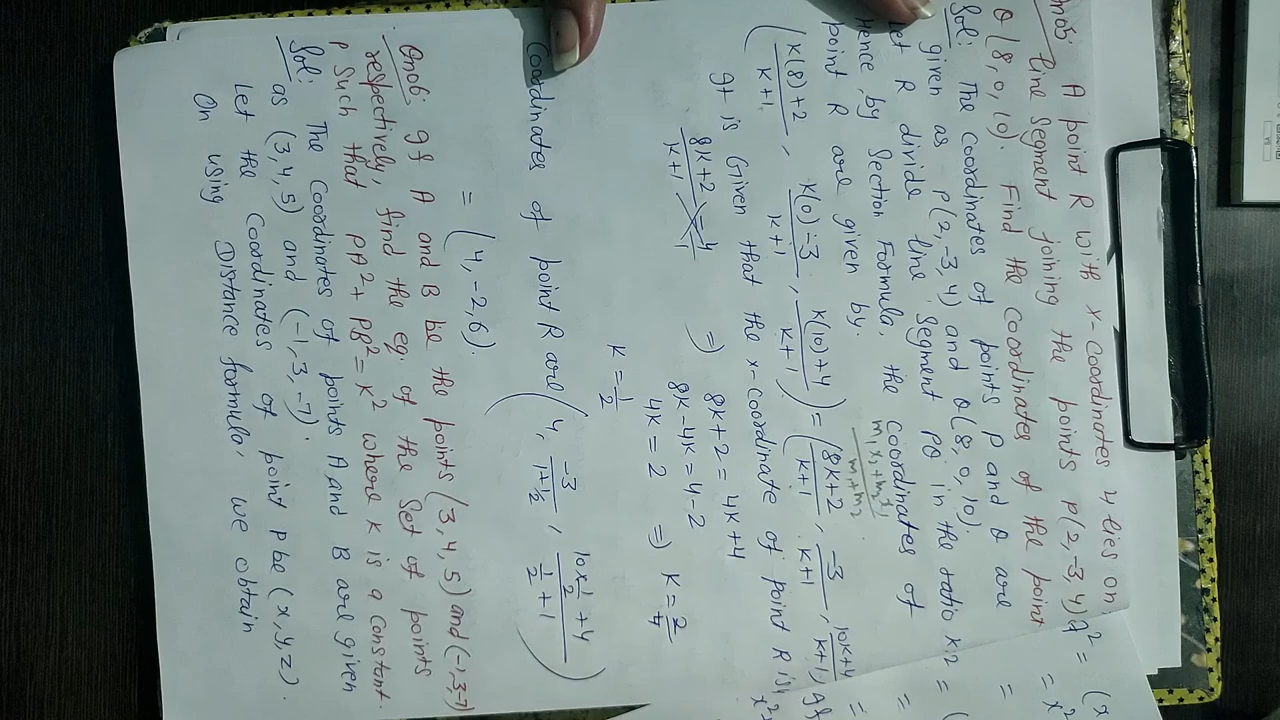 Qno6: A point R with x-coordinates 4 lies on
line Segment joining the points P(2,-3,4)
Q(8,0,10). Find the coordinates of the point
Sol: The coordinates of points P and Q are
given as P(2,-3,4) and Q(8,0,10).
Let R divide line Segment PQ in the ratio K:
Hence by Section Formula, the coordinates of
m₁x₂+m₂x₁/m₁+m₂
point R are given by.
(K(8)+2/K+1, K(0)-3/K+1, K(10)+4/K+1) = (8K+2/K+1, -3/K+1, 10K+4/K+1)
It is Given that the x-coordinate of point R is 4
8K+2/K+1 = 4/1 => 8K+2 = 4K+4
8K-4K = 4-2
4K = 2 => K = 2/4
K = 1/2
Coordinates of point R are (4, -3/1+1/2, 10x1/2+4/1/2+1)
= (4,-2,6).
Qno6: If A and B be the points (3,4,5) and (-1,3-7)
respectively, find the eq. of the Set of points
P Such that PA²+PB²=K² where K is a constant.
Sol: The Coordinates of points A and B are given
as (3,4,5) and (-1,-3,-7).
Let the Coordinates of point P be (x,y,z).
On using Distance formula, we obtain